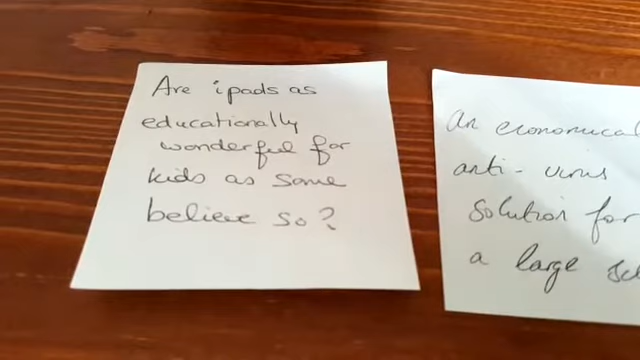 Are ipads as
educationally
wonderful for
kids as some
believe so?
An economical
anti-virus
solution for
a large